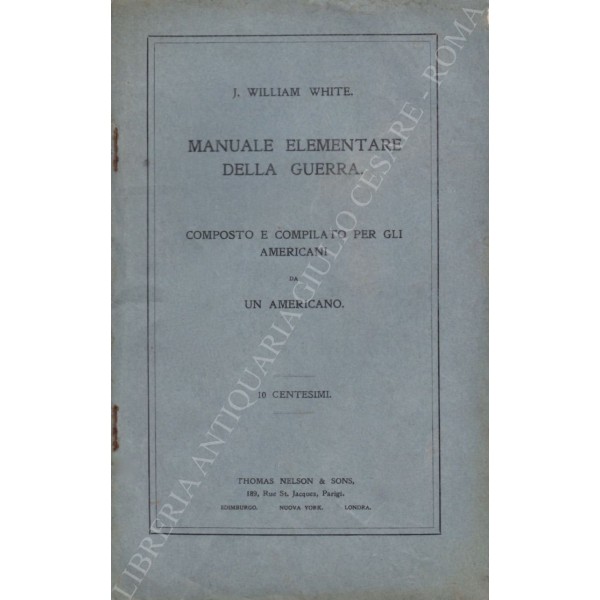 J. WILLIAM WHITE.
MANUALE ELEMENTARE
DELLA GUERRA.
COMPOSTO E COMPILATO PER GLI
AMERICANI
DA
UN AMERICANO.
10 CENTESIMI.
THOMAS NELSON & SONS,
189, Rue St. Jacques, Parigi.
EDIMBURGO. NUOVA YORK. LONDRA.
LIBRERIA ANTIQUARIA GIULIO CESARE - ROMA